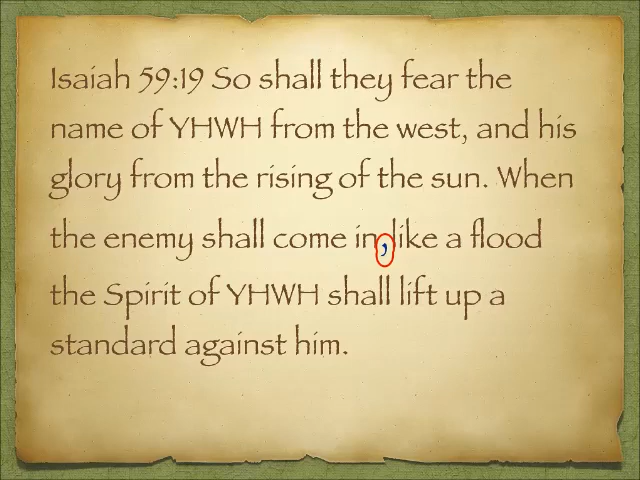 Isaiah 59:19 So shall they fear the
name of YHWH from the west, and his
glory from the rising of the sun. When
the enemy shall come in, like a flood
the Spirit of YHWH shall lift up a
standard against him.